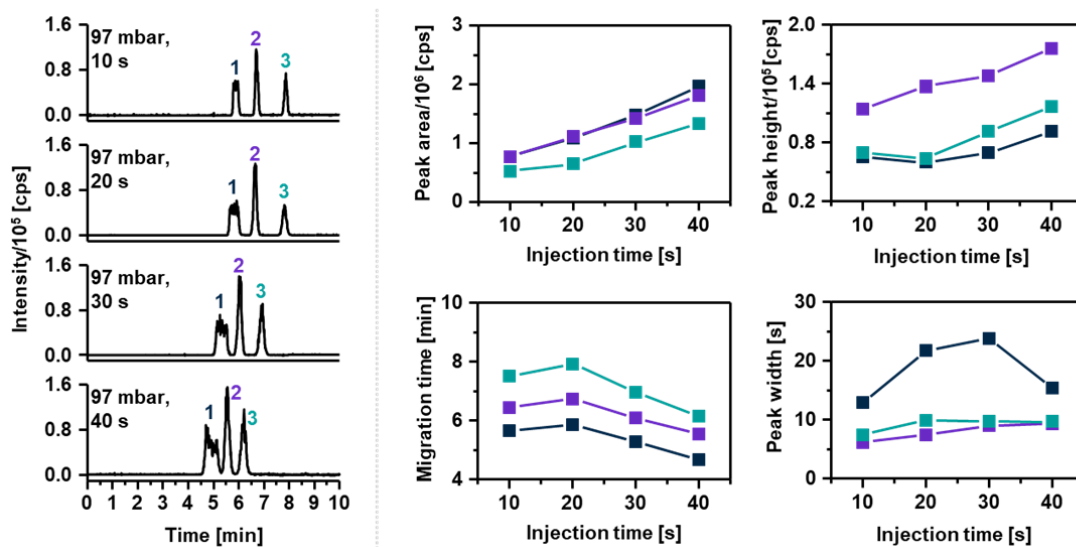 Intensity/10⁵ [cps]
1.6
0.8
0.0
97 mbar,
10 s
1
2
3
1.6
0.8
0.0
97 mbar,
20 s
1
2
3
1.6
0.8
0.0
97 mbar,
30 s
1
2
3
1.6
0.8
0.0
97 mbar,
40 s
1
2
3
0 1 2 3 4 5 6 7 8 9 10
Time [min]
Peak area/10⁶ [cps]
3
2
1
0
10 20 30 40
Injection time [s]
Peak height/10⁵ [cps]
2.0
1.4
0.8
0.2
10 20 30 40
Injection time [s]
Migration time [min]
10
8
6
4
10 20 30 40
Injection time [s]
Peak width [s]
30
20
10
0
10 20 30 40
Injection time [s]